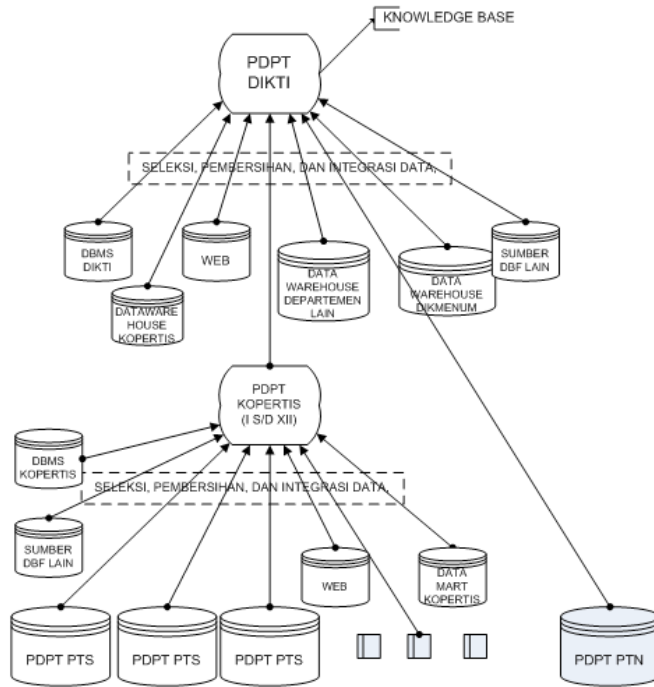 KNOWLEDGE BASE
PDPT
DIKTI
SELEKSI, PEMBERSIHAN, DAN INTEGRASI DATA,
DBMS
DIKTI
WEB
DATAWARE
HOUSE
KOPERTIS
DATA
WAREHOUSE
DEPARTEMEN
LAIN
DATA
WAREHOUSE
DIKMENUM
SUMBER
DBF LAIN
PDPT
KOPERTIS
(I S/D XII)
DBMS
KOPERTIS
SELEKSI, PEMBERSIHAN, DAN INTEGRASI DATA,
SUMBER
DBF LAIN
WEB
DATA
MART
KOPERTIS
PDPT PTS
PDPT PTS
PDPT PTS
PDPT PTN